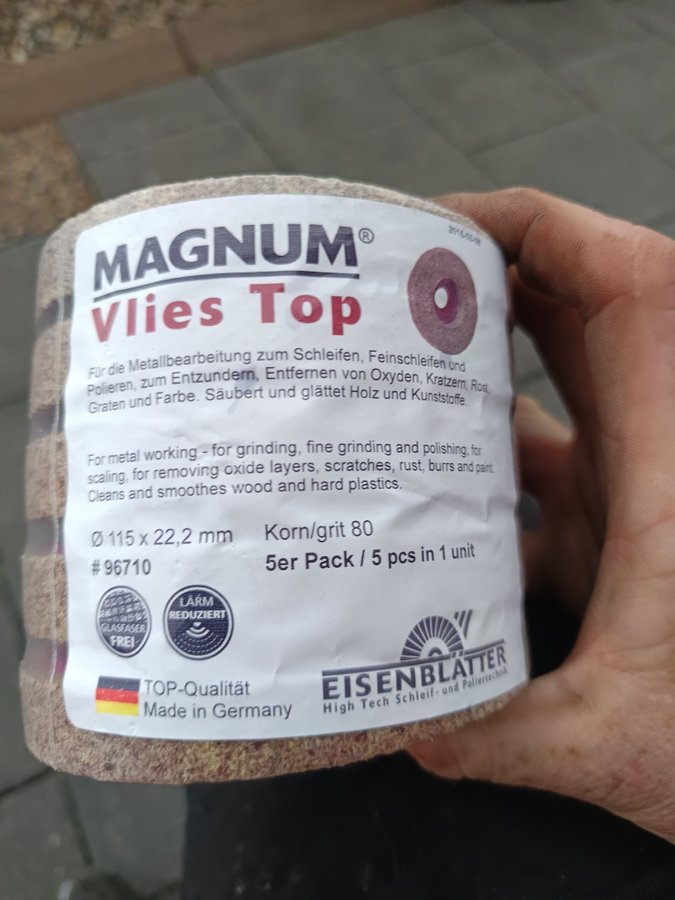 MAGNUM®
2015-05-06
Vlies Top
Für die Metallbearbeitung zum Schleifen, Feinschleifen und
Polieren, zum Entzundern, Entfernen von Oxyden, Kratzern, Rost,
Graten und Farbe. Säubert und glättet Holz und Kunststoffe.
For metal working - for grinding, fine grinding and polishing, for
scaling, for removing oxide layers, scratches, rust, burrs and paint.
Cleans and smoothes wood and hard plastics.
Ø 115 x 22,2 mm Korn/grit 80
# 96710 5er Pack / 5 pcs in 1 unit
GLASFASER
FREI
LÄRM
REDUZIERT
EISENBLÄTTER
High Tech Schleif- und Poliertechnik
TOP-Qualität
Made in Germany